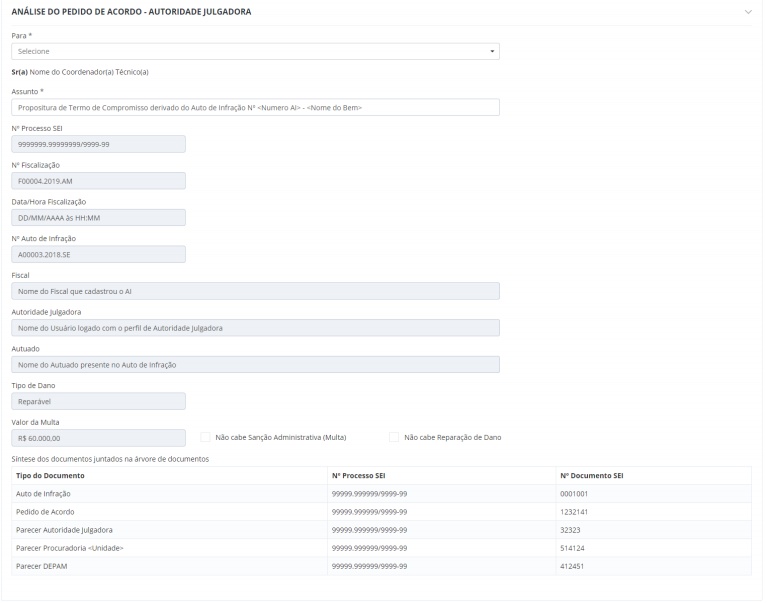 ANÁLISE DO PEDIDO DE ACORDO - AUTORIDADE JULGADORA
Para *
Selecione
Sr(a) Nome do Coordenador(a) Técnico(a)
Assunto *
Propositura de Termo de Compromisso derivado do Auto de Infração Nº <Numero AI> - <Nome do Bem>
Nº Processo SEI
9999999.99999999/9999-99
Nº Fiscalização
F00004.2019.AM
Data/Hora Fiscalização
DD/MM/AAAA às HH:MM
Nº Auto de Infração
A00003.2018.SE
Fiscal
Nome do Fiscal que cadastrou o AI
Autoridade Julgadora
Nome do Usuário logado com o perfil de Autoridade Julgadora
Autuado
Nome do Autuado presente no Auto de Infração
Tipo de Dano
Reparável
Valor da Multa
R$ 60.000,00 Não cabe Sanção Administrativa (Multa) Não cabe Reparação de Dano
Síntese dos documentos juntados na árvore de documentos
Tipo do Documento Nº Processo SEI Nº Documento SEI
Auto de Infração 99999.999999/9999-99 0001001
Pedido de Acordo 99999.999999/9999-99 1232141
Parecer Autoridade Julgadora 99999.999999/9999-99 32323
Parecer Procuradoria <Unidade> 99999.999999/9999-99 514124
Parecer DEPAM 99999.999999/9999-99 412451